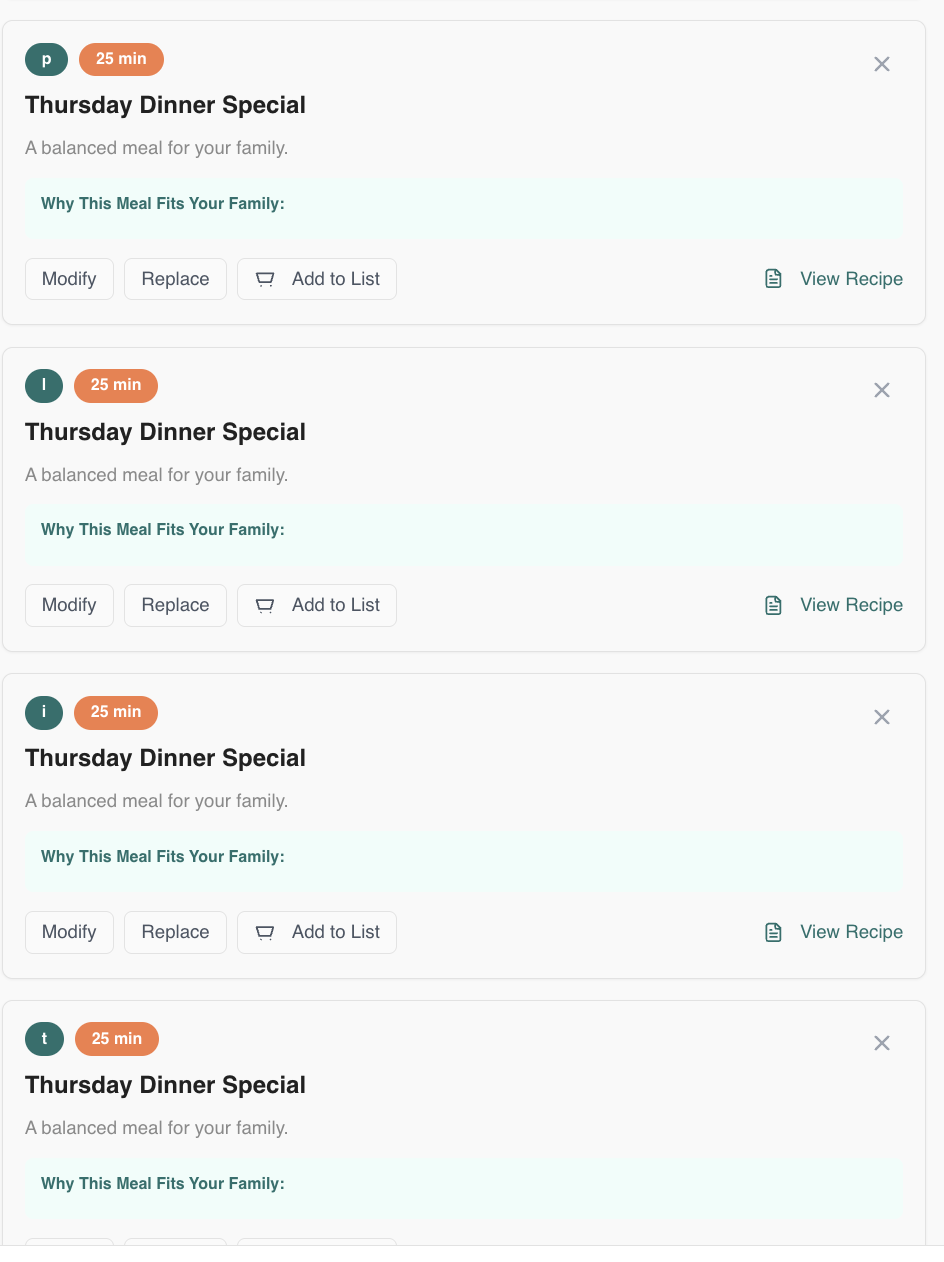 p 25 min
Thursday Dinner Special
A balanced meal for your family.
Why This Meal Fits Your Family:
Modify Replace Add to List View Recipe
l 25 min
Thursday Dinner Special
A balanced meal for your family.
Why This Meal Fits Your Family:
Modify Replace Add to List View Recipe
i 25 min
Thursday Dinner Special
A balanced meal for your family.
Why This Meal Fits Your Family:
Modify Replace Add to List View Recipe
t 25 min
Thursday Dinner Special
A balanced meal for your family.
Why This Meal Fits Your Family: